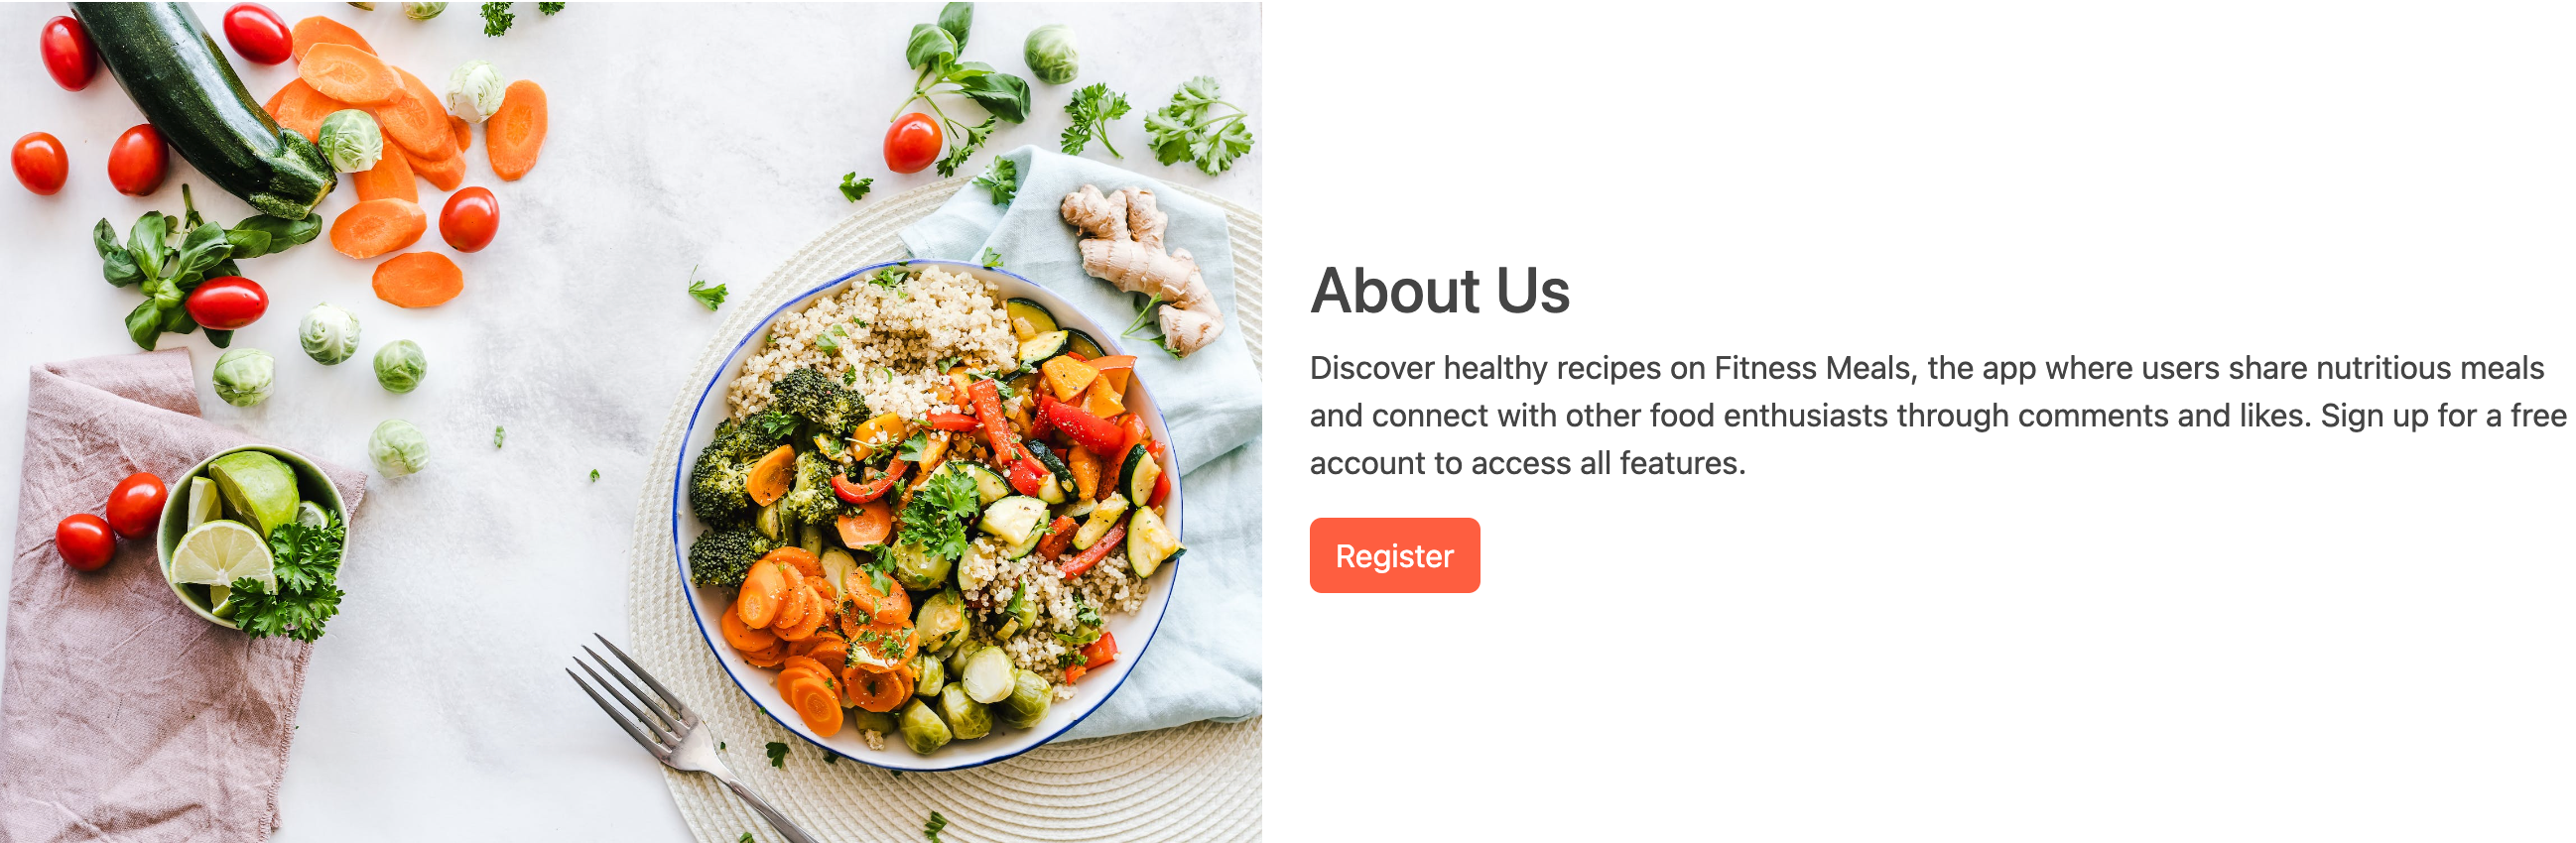 About Us
Discover healthy recipes on Fitness Meals, the app where users share nutritious meals
and connect with other food enthusiasts through comments and likes. Sign up for a free
account to access all features.
Register